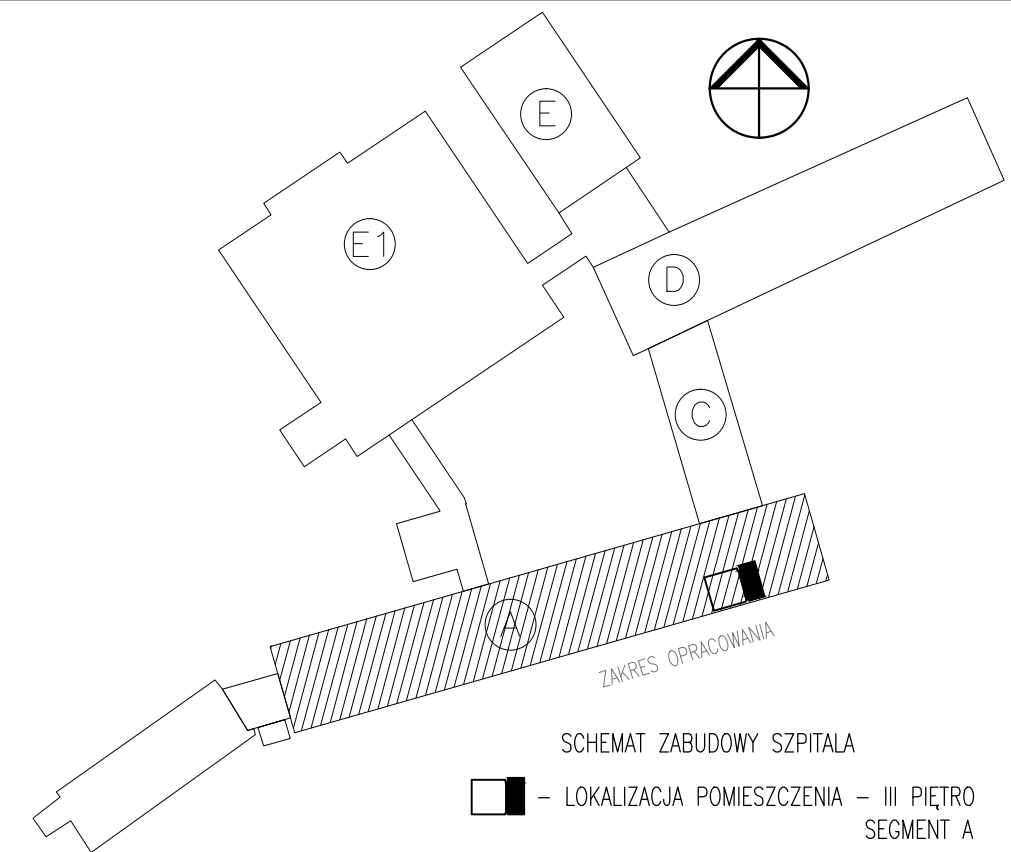 E
E1
D
C
A
ZAKRES OPRACOWANIA
SCHEMAT ZABUDOWY SZPITALA
– LOKALIZACJA POMIESZCZENIA – III PIĘTRO
SEGMENT A